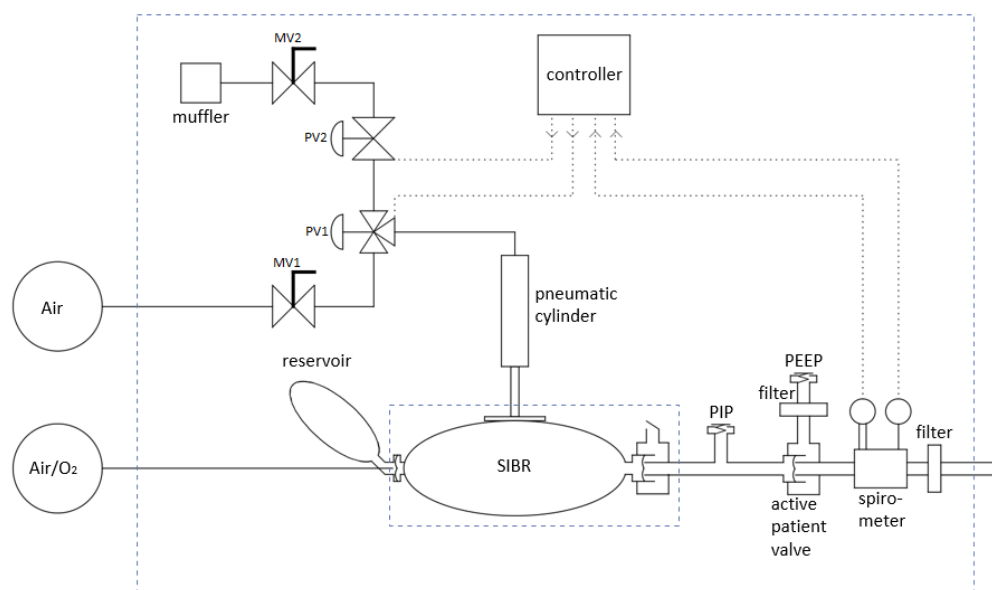 MV2
controller
muffler
PV2
PV1
MV1
Air
pneumatic
cylinder
reservoir
PEEP
filter
PIP
filter
Air/O₂
SIBR
active
patient
valve
spiro-
meter